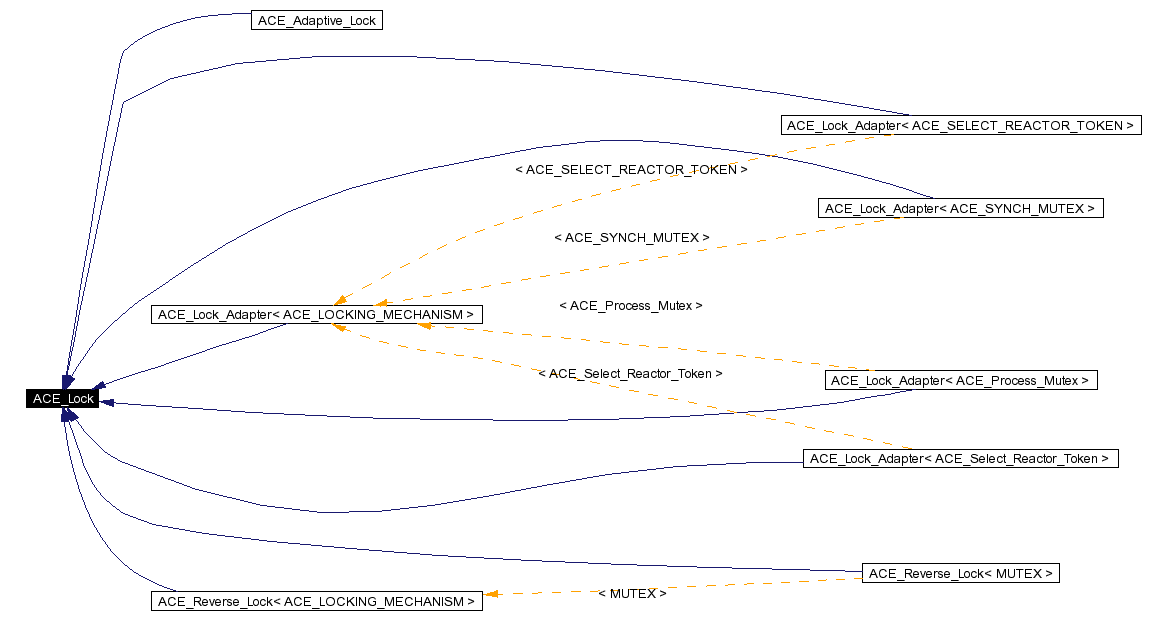 ACE_Adaptive_Lock
ACE_Lock_Adapter< ACE_SELECT_REACTOR_TOKEN >
< ACE_SELECT_REACTOR_TOKEN >
ACE_Lock_Adapter< ACE_SYNCH_MUTEX >
< ACE_SYNCH_MUTEX >
< ACE_Process_Mutex >
ACE_Lock_Adapter< ACE_LOCKING_MECHANISM >
< ACE_Select_Reactor_Token >
ACE_Lock_Adapter< ACE_Process_Mutex >
ACE_Lock
ACE_Lock_Adapter< ACE_Select_Reactor_Token >
ACE_Reverse_Lock< MUTEX >
< MUTEX >
ACE_Reverse_Lock< ACE_LOCKING_MECHANISM >